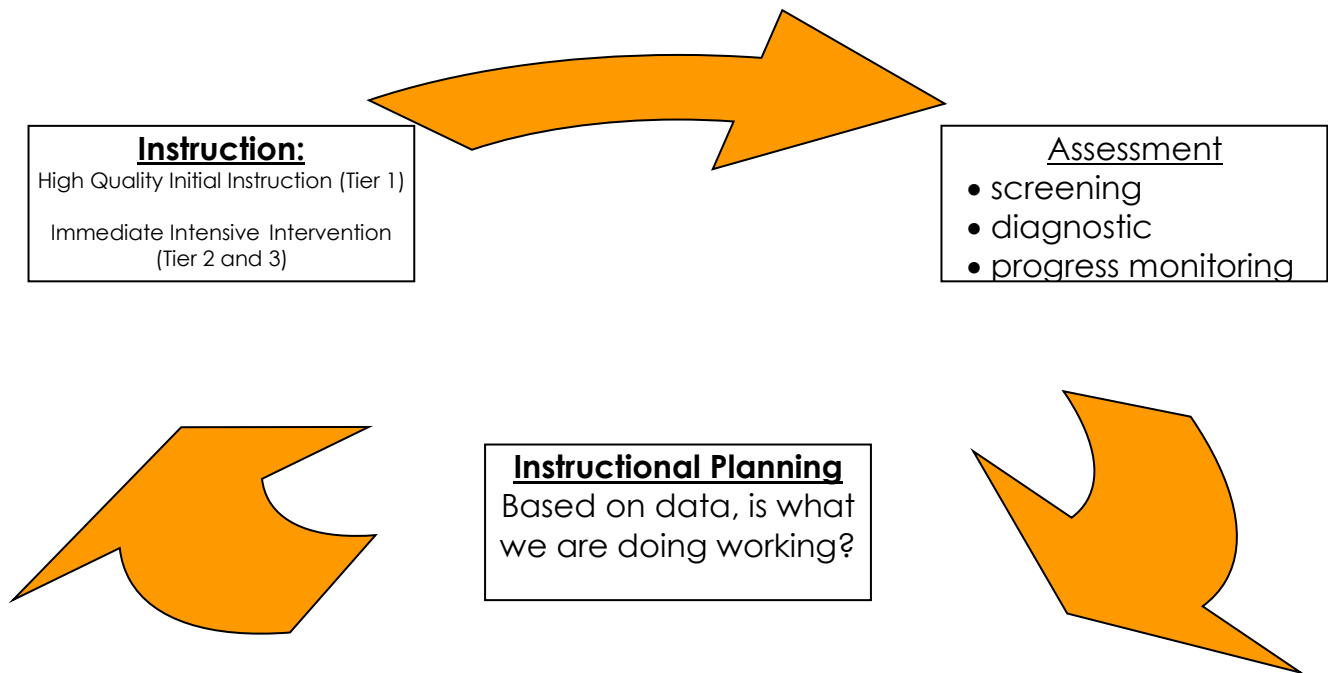 Instruction:
High Quality Initial Instruction (Tier 1)
Immediate Intensive Intervention
(Tier 2 and 3)
Assessment
• screening
• diagnostic
• progress monitoring
Instructional Planning
Based on data, is what
we are doing working?